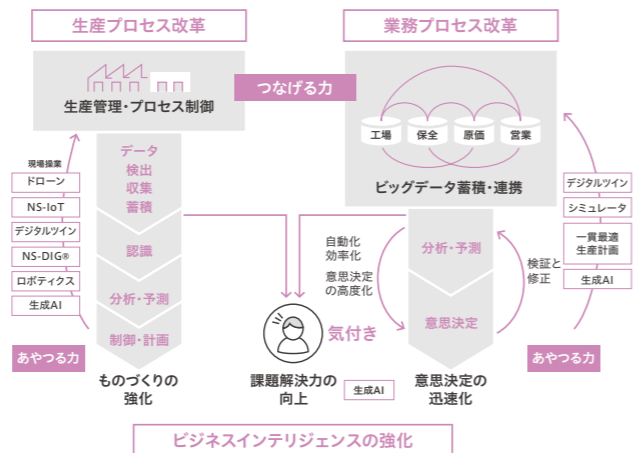 生産プロセス改革
業務プロセス改革
生産管理・プロセス制御
つなげる力
工場
保全
原価
営業
ビッグデータ蓄積・連携
データ
検出
収集
蓄積
認識
分析・予測
制御・計画
現場操業
ドローン
NS-IoT
デジタルツイン
NS-DIG®
ロボティクス
生成AI
あやつる力
ものづくりの
強化
気付き
課題解決力の
向上
生成AI
自動化
効率化
意思決定
の高度化
分析・予測
意思決定
検証と
修正
意思決定の
迅速化
デジタルツイン
シミュレータ
一貫最適
生産計画
生成AI
あやつる力
ビジネスインテリジェンスの強化